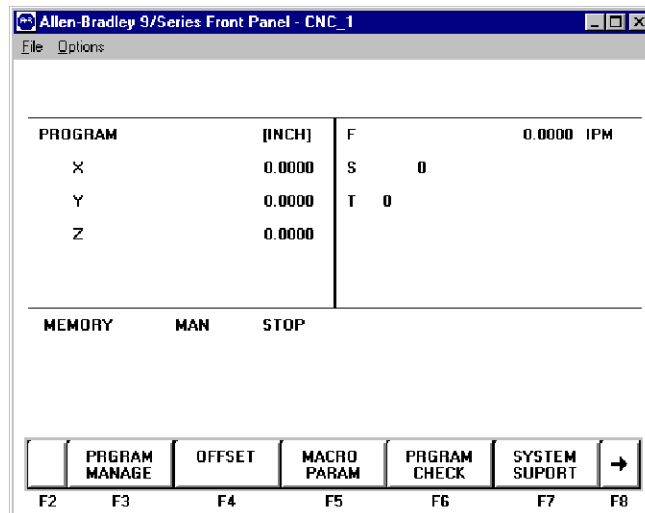 Allen-Bradley 9/Series Front Panel - CNC_1
File Options
PROGRAM [INCH] F 0.0000 IPM
X 0.0000 S 0
Y 0.0000 T 0
Z 0.0000
MEMORY MAN STOP
PRGRAM OFFSET MACRO PRGRAM SYSTEM
MANAGE PARAM CHECK SUPORT
F2 F3 F4 F5 F6 F7 F8